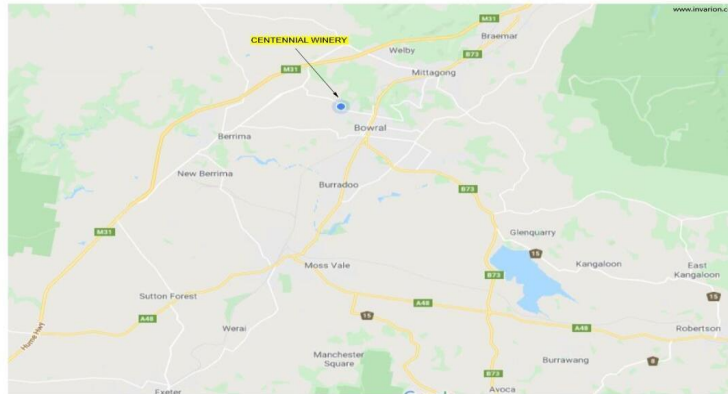 www.invarion.c
M31
Braemar
CENTENNIAL WINERY
Welby
B73
M31
Mittagong
Bowral
Berrima
New Berrima
Burradoo
B73
M31
Glenquarry
15
Kangaloon
East
Kangaloon
Moss Vale
B73
15
Sutton Forest
A48
A48
15
Werai
Robertson
Hume Hwy
Manchester
Square
Burrawang
8
B73
Exeter
Avoca